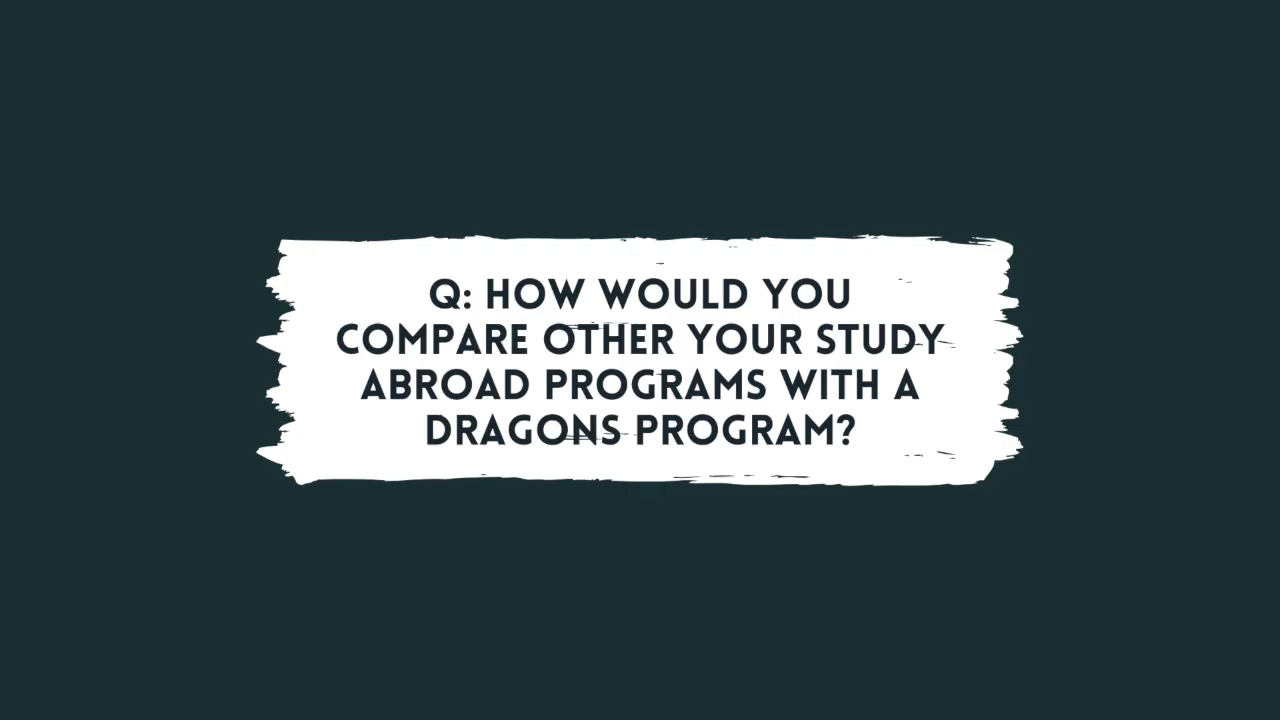 Q: HOW WOULD YOU
COMPARE OTHER YOUR STUDY
ABROAD PROGRAMS WITH A
DRAGONS PROGRAM?